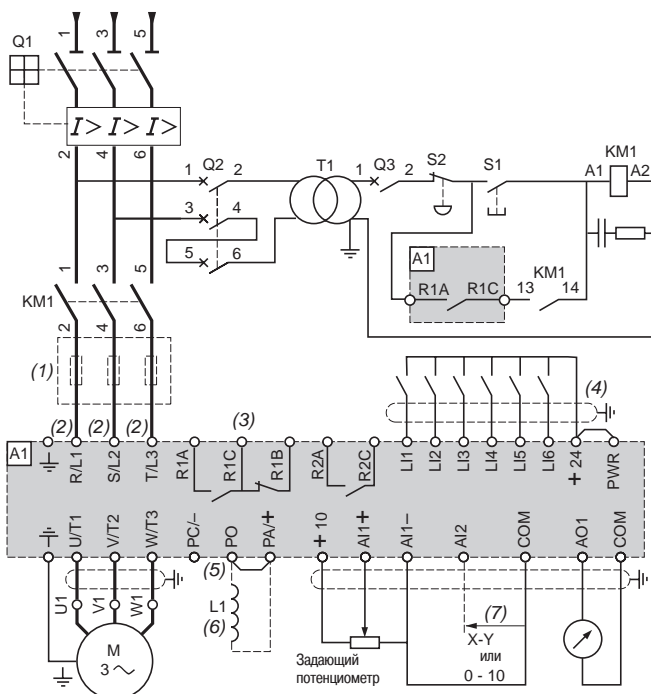 1 3 5
Q1
I > I > I >
2 4 6
1 Q2 2 T1 1 Q3 2 S2 S1 KM1
A1 A2
3 4
5 6
A1
R1A R1C
13 KM1 14
1 3 5
KM1
2 4 6
(1)
(2) (2) (2) (3) (4)
A1
R/L1 S/L2 T/L3 R1A R1C R1B R2A R2C LI1 LI2 LI3 LI4 LI5 LI6 +24 PWR
U/T1 V/T2 W/T3 PC/– PO PA/+ +10 AI1+ AI1– AI2 COM AO1 COM
(5)
U1 V1 W1
L1
(6)
(7)
X-Y
или
0 - 10
M
3 ~
Задающий
потенциометр